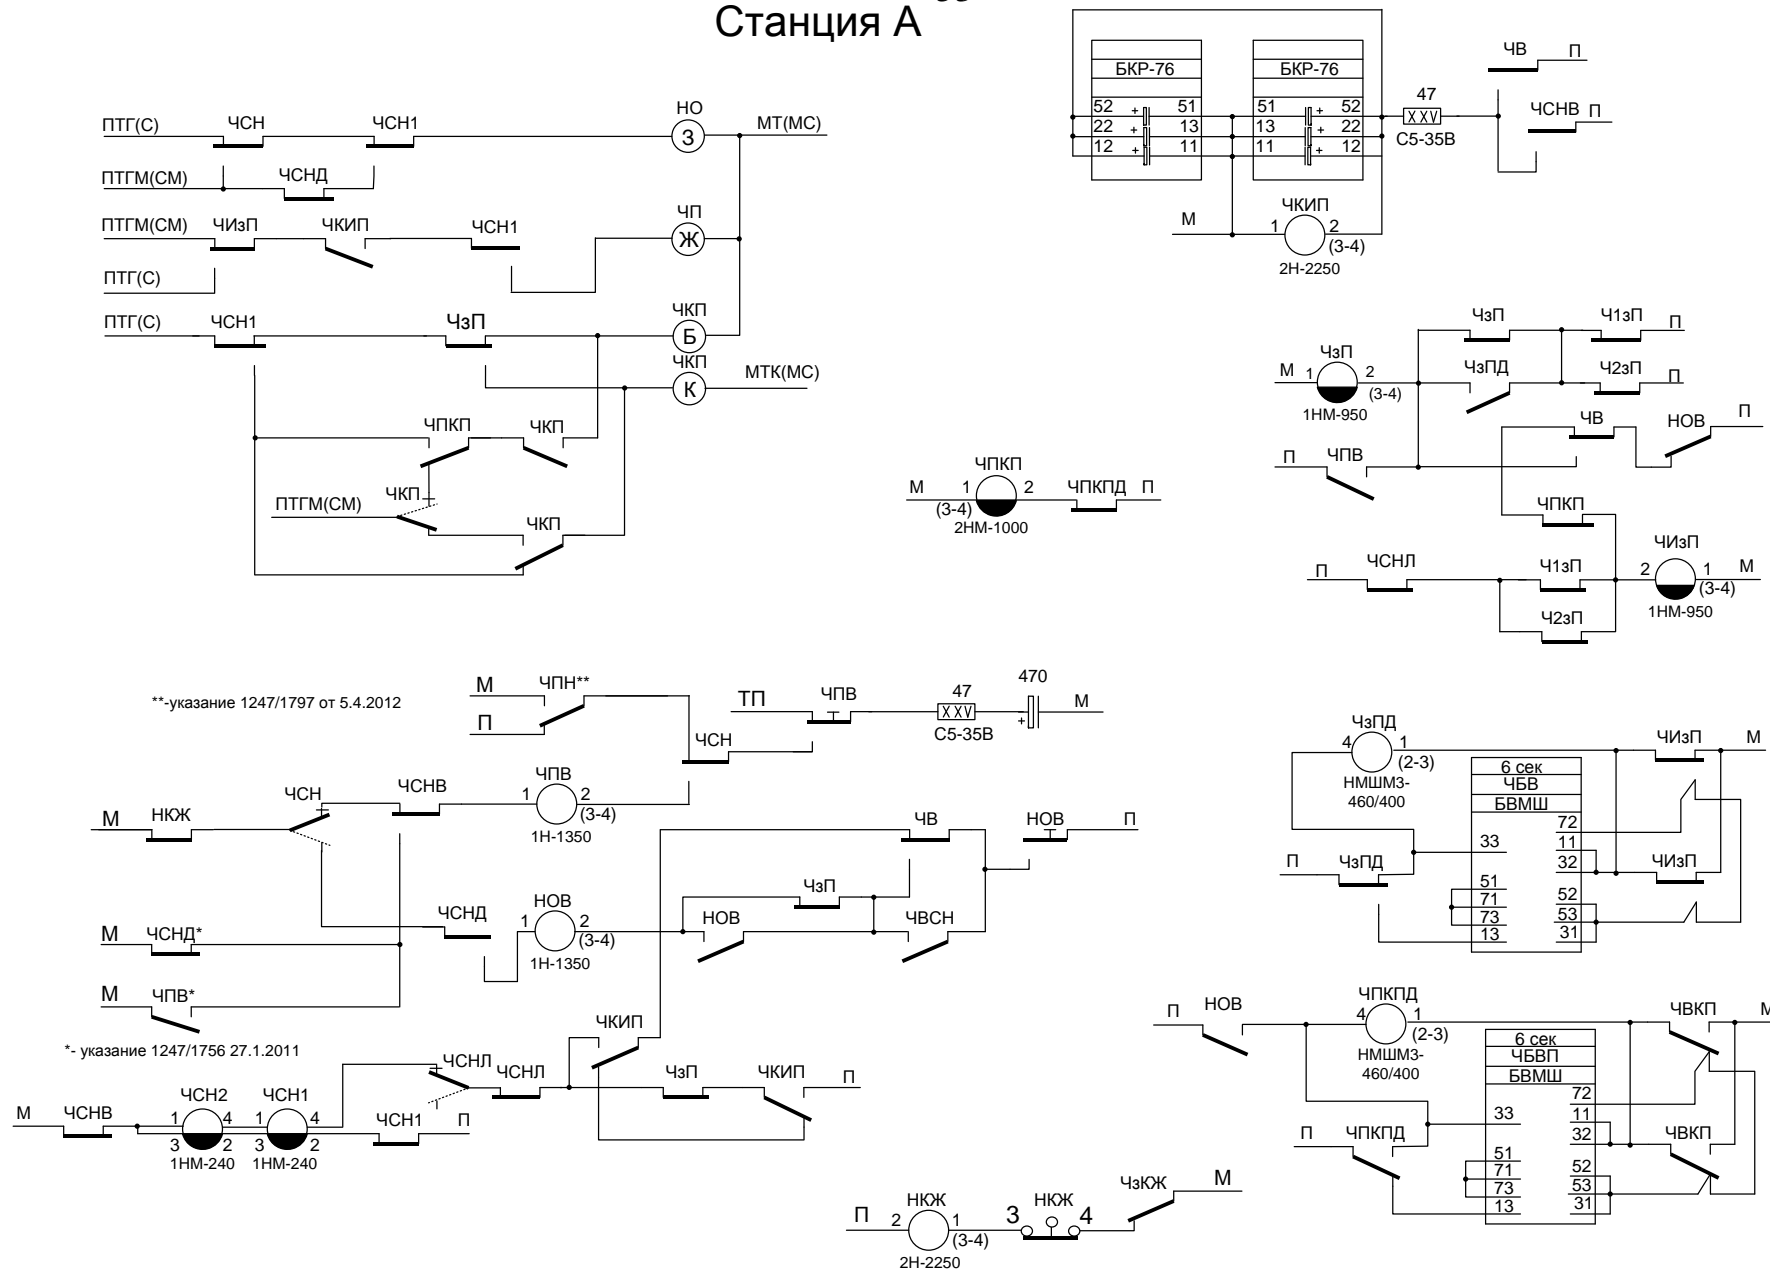 Станция А
БКР-76
БКР-76
52 + 51
51 + 52
22 + 13
13 + 22
12 + 11
11 + 12
47
XXV
С5-35В
ЧВ
П
ЧСНВ
П
М
ЧКИП
1
2
(3-4)
2Н-2250
ПТГ(С)
ЧСН
ЧСН1
НО
З
МТ(МС)
ПТГМ(СМ)
ЧСНД
ПТГМ(СМ)
ЧИзП
ЧКИП
ЧСН1
ЧП
Ж
ПТГ(С)
ПТГ(С)
ЧСН1
ЧзП
ЧКП
Б
ЧКП
К
МТК(МС)
ЧПКП
ЧКП
ЧКП
ПТГМ(СМ)
ЧКП
М
1
ЧПКП
2
(3-4)
2НМ-1000
ЧПКПД
П
ЧзП
Ч1зП
П
М
1
ЧзП
2
(3-4)
1НМ-950
ЧзПД
Ч2зП
П
ЧВ
НОВ
П
П
ЧПВ
ЧПКП
П
ЧСНЛ
Ч1зП
2
ЧИзП
1
(3-4)
М
1НМ-950
Ч2зП
**-указание 1247/1797 от 5.4.2012
М
ЧПН**
П
ТП
ЧПВ
47
XXV
С5-35В
470
+
М
ЧСН
М
НКЖ
ЧСН
ЧСНВ
1
ЧПВ
2
(3-4)
1Н-1350
ЧВ
НОВ
П
ЧзП
М
ЧСНД*
ЧСНД
1
НОВ
2
(3-4)
1Н-1350
НОВ
ЧВСН
М
ЧПВ*
*- указание 1247/1756 27.1.2011
ЧКИП
ЧСНЛ
ЧСНЛ
ЧзП
ЧКИП
П
М
ЧСНВ
ЧСН2
1 4
3 2
1НМ-240
ЧСН1
1 4
3 2
1НМ-240
ЧСН1
П
П
2
НКЖ
1
(3-4)
2Н-2250
3
НКЖ
4
ЧзКЖ
М
ЧзПД
4
1
(2-3)
НМШМ3-
460/400
ЧИзП
М
6 сек
ЧБВ
БВМШ
72
33
11
32
51
71
73
13
52
53
31
П
ЧзПД
ЧИзП
П
НОВ
ЧПКПД
4
1
(2-3)
НМШМ3-
460/400
ЧВКП
М
6 сек
ЧБВП
БВМШ
72
33
11
32
51
71
73
13
52
53
31
П
ЧПКПД
ЧВКП